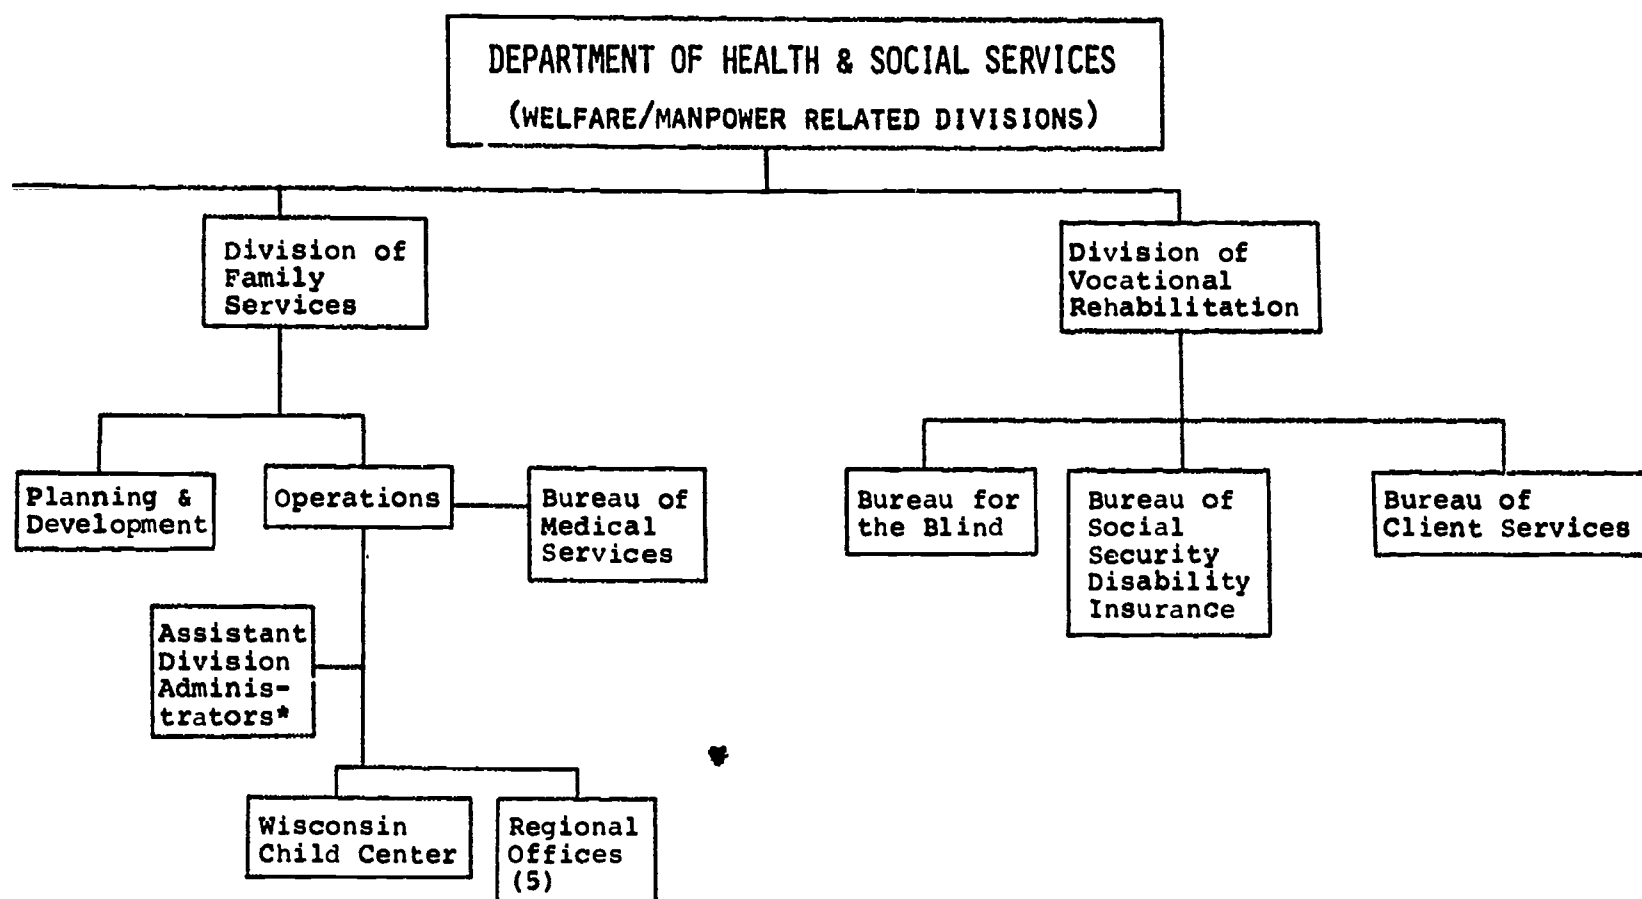 DEPARTMENT OF HEALTH & SOCIAL SERVICES
(WELFARE/MANPOWER RELATED DIVISIONS)
Division of
Family
Services
Division of
Vocational
Rehabilitation
Planning &
Development
Operations
Bureau of
Medical
Services
Bureau for
the Blind
Bureau of
Social
Security
Disability
Insurance
Bureau of
Client Services
Assistant
Division
Adminis-
trators*
Wisconsin
Child Center
Regional
Offices
(5)